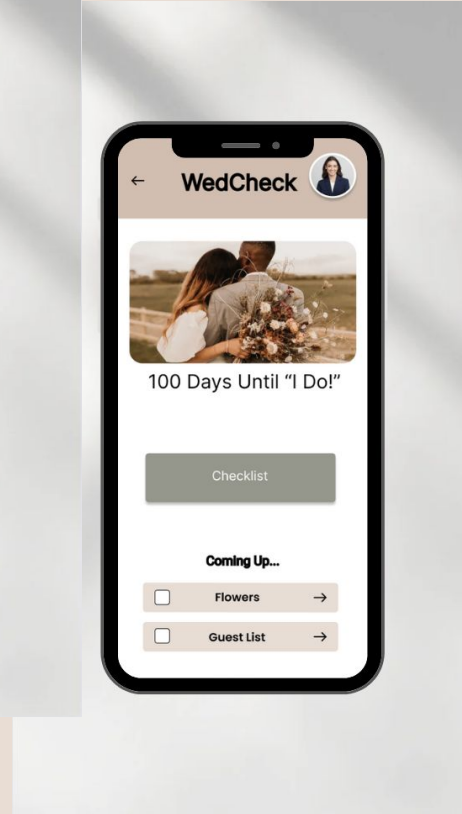 WedCheck
100 Days Until “I Do!”
Checklist
Coming Up...
Flowers
Guest List